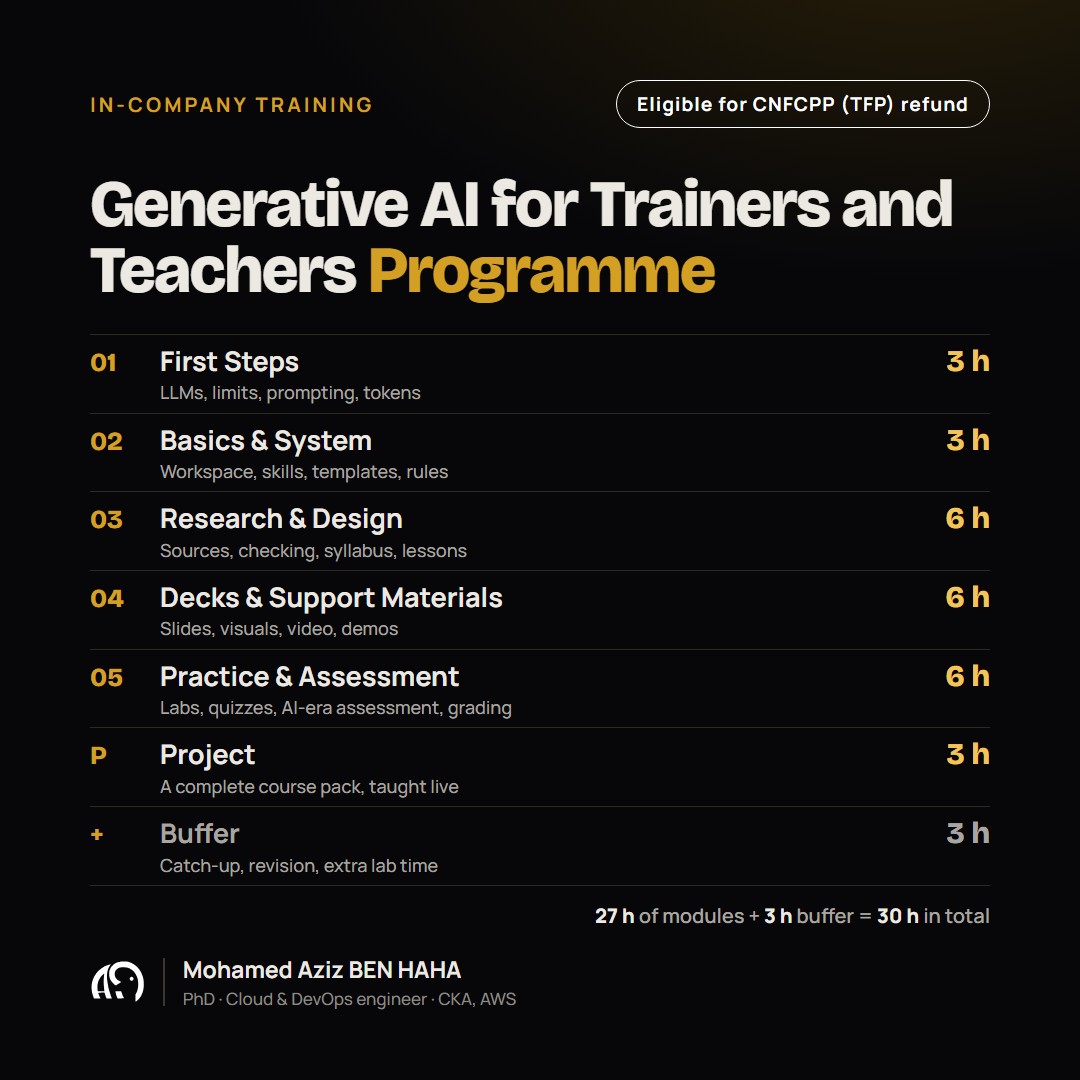 IN-COMPANY TRAINING
Eligible for CNFCPP (TFP) refund
Generative AI for Trainers and
Teachers Programme
01 First Steps 3 h
LLMs, limits, prompting, tokens
02 Basics & System 3 h
Workspace, skills, templates, rules
03 Research & Design 6 h
Sources, checking, syllabus, lessons
04 Decks & Support Materials 6 h
Slides, visuals, video, demos
05 Practice & Assessment 6 h
Labs, quizzes, AI-era assessment, grading
P Project 3 h
A complete course pack, taught live
+ Buffer 3 h
Catch-up, revision, extra lab time
27 h of modules + 3 h buffer = 30 h in total
Mohamed Aziz BEN HAHA
PhD · Cloud & DevOps engineer · CKA, AWS